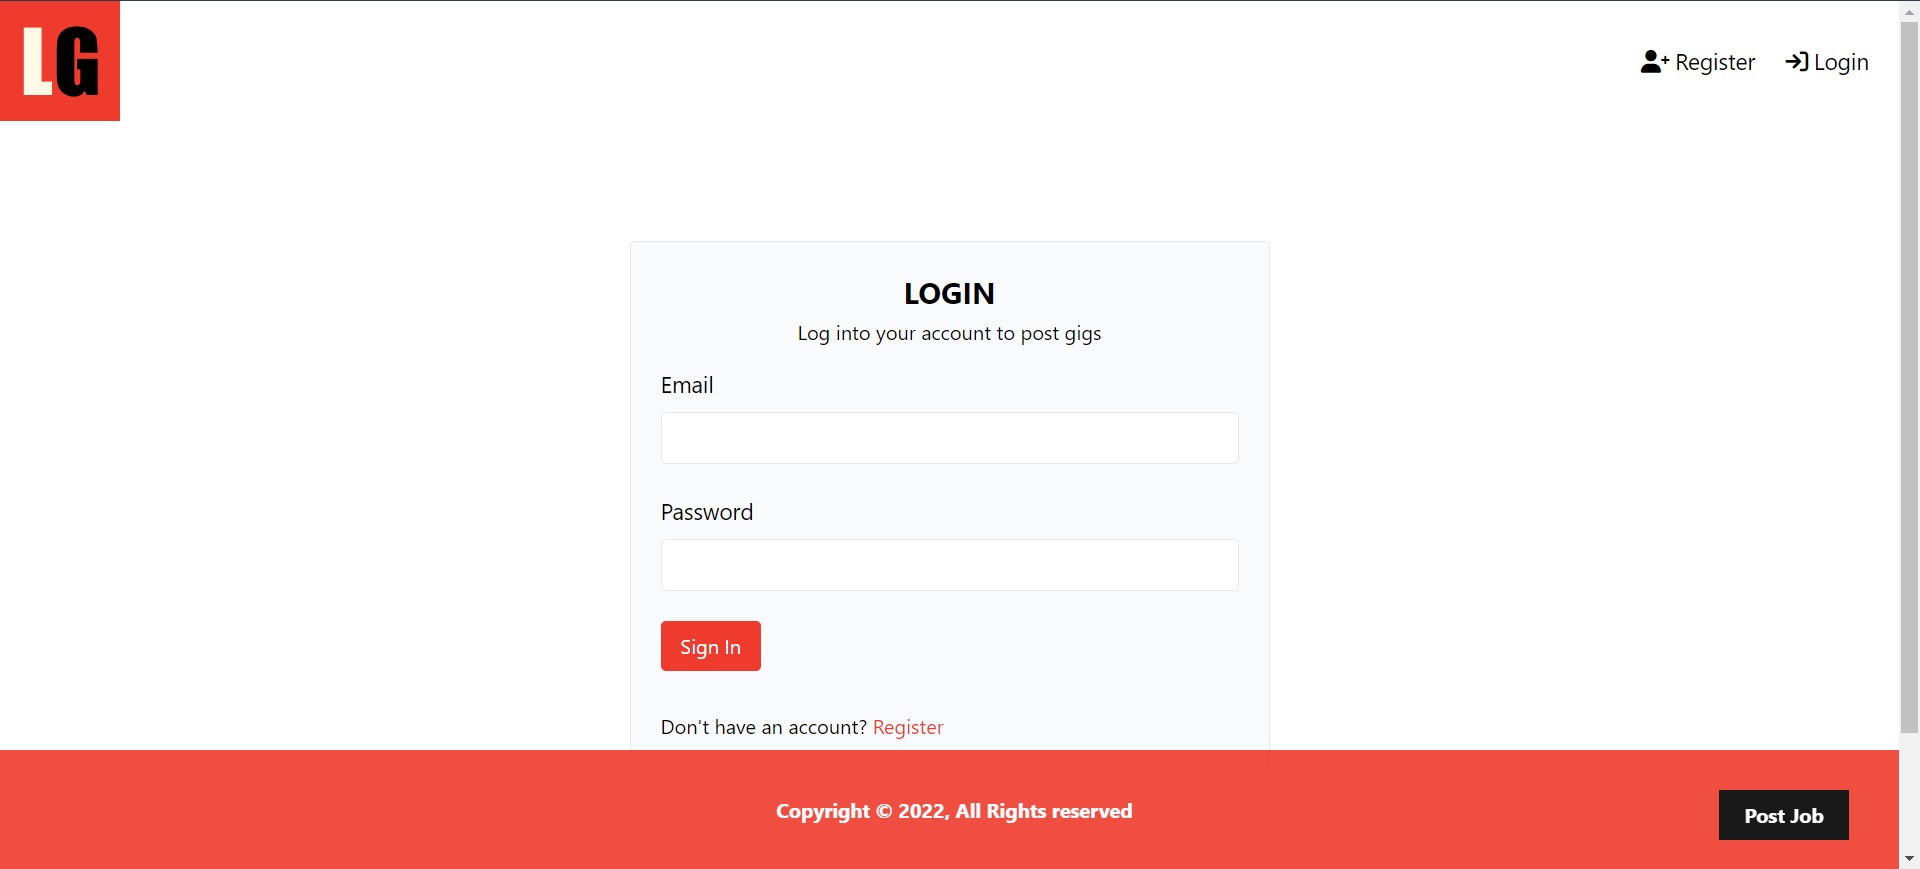 LG
Register
Login
LOGIN
Log into your account to post gigs
Email
Password
Sign In
Don't have an account? Register
Copyright © 2022, All Rights reserved
Post Job